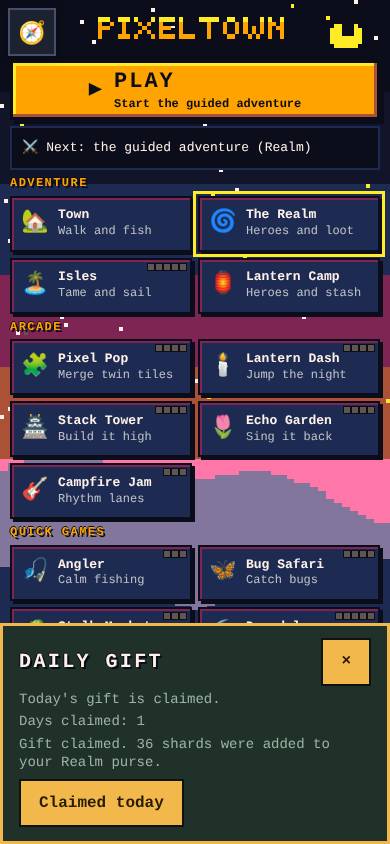 PIXELTOWN
▶ PLAY
Start the guided adventure
Next: the guided adventure (Realm)
ADVENTURE
Town
Walk and fish
The Realm
Heroes and loot
Isles
Tame and sail
Lantern Camp
Heroes and stash
ARCADE
Pixel Pop
Merge twin tiles
Lantern Dash
Jump the night
Stack Tower
Build it high
Echo Garden
Sing it back
Campfire Jam
Rhythm lanes
QUICK GAMES
Angler
Calm fishing
Bug Safari
Catch bugs
DAILY GIFT
×
Today's gift is claimed.
Days claimed: 1
Gift claimed. 36 shards were added to
your Realm purse.
Claimed today